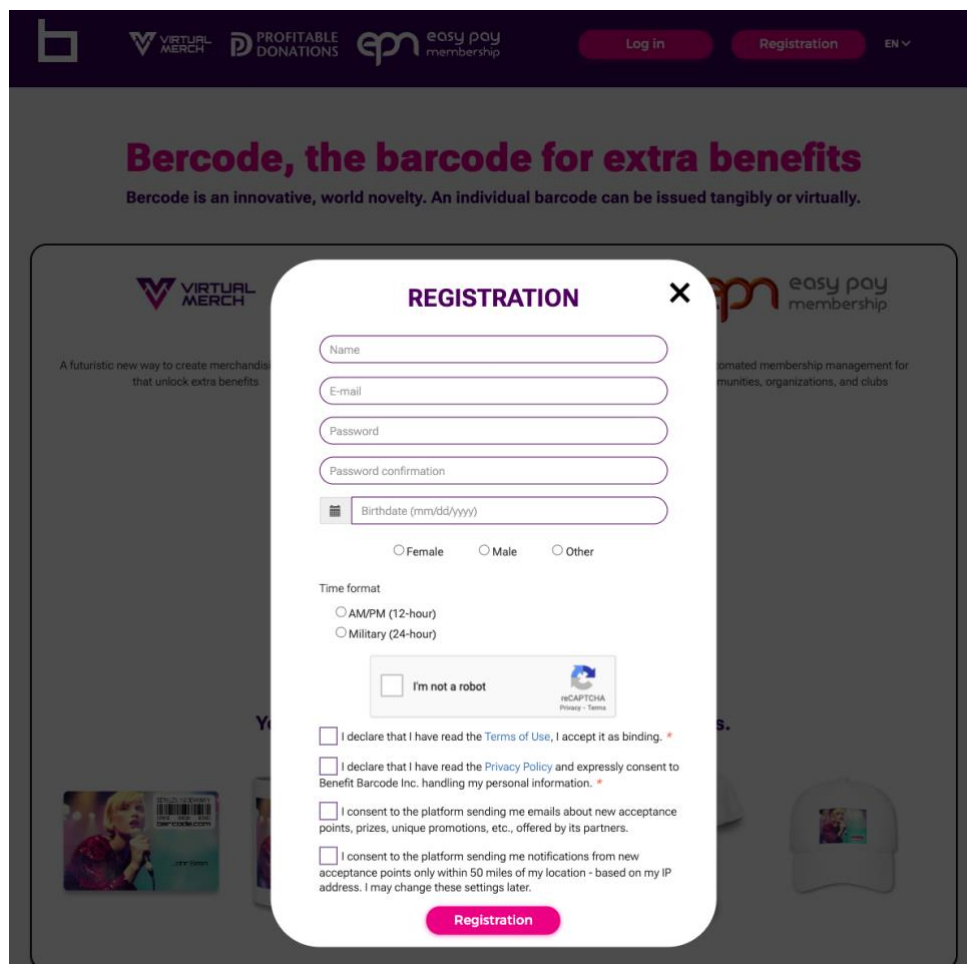 VIRTUAL MERCH
PROFITABLE DONATIONS
epm easy pay membership
Log in
Registration
EN
Bercode, the barcode for extra benefits
Bercode is an innovative, world novelty. An individual barcode can be issued tangibly or virtually.
VIRTUAL MERCH
epm easy pay membership
A futuristic new way to create
that unlock extra benefits
membership management for
organizations, and clubs
REGISTRATION
Name
E-mail
Password
Password confirmation
Birthdate (mm/dd/yyyy)
Female Male Other
Time format
AM/PM (12-hour)
Military (24-hour)
I'm not a robot
reCAPTCHA
Privacy - Terms
I declare that I have read the Terms of Use, I accept it as binding. *
I declare that I have read the Privacy Policy and expressly consent to
Benefit Barcode Inc. handling my personal information. *
I consent to the platform sending me emails about new acceptance
points, prizes, unique promotions, etc., offered by its partners.
I consent to the platform sending me notifications from new
acceptance points only within 50 miles of my location - based on my IP
address. I may change these settings later.
Registration
bercode.com